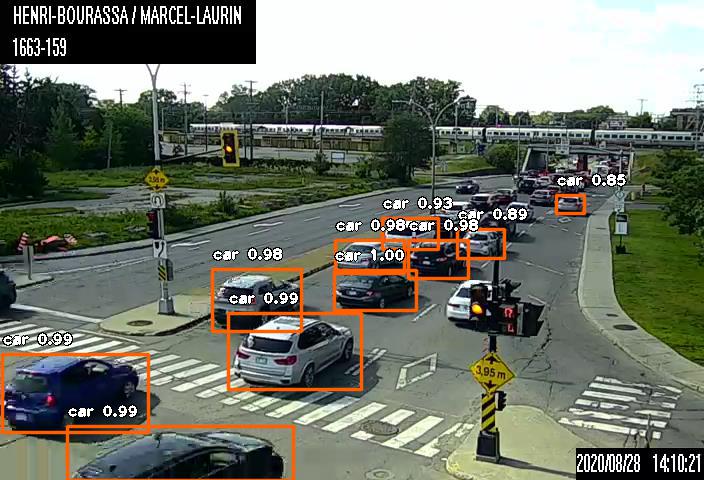 HENRI-BOURASSA / MARCEL-LAURIN
1663-159
car 0.85
car 0.93
car 0.89
car 0.98
car 0.98
car 0.98
car 1.00
car 0.99
car 0.99
car 0.99
3,95 m
2020/08/28 14:10:21